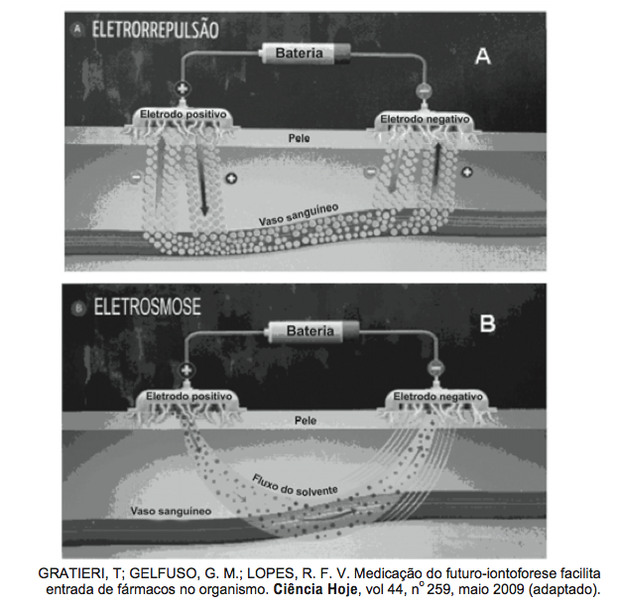 A ELETRORREPULSÃO
Bateria
A
+
−
Eletrodo positivo
Eletrodo negativo
Pele
−
+
−
+
Vaso sanguíneo
B ELETROSMOSE
Bateria
B
+
−
Eletrodo positivo
Eletrodo negativo
Pele
Fluxo do solvente
Vaso sanguíneo
GRATIERI, T; GELFUSO, G. M.; LOPES, R. F. V. Medicação do futuro-iontoforese facilita
entrada de fármacos no organismo. Ciência Hoje, vol 44, nº 259, maio 2009 (adaptado).